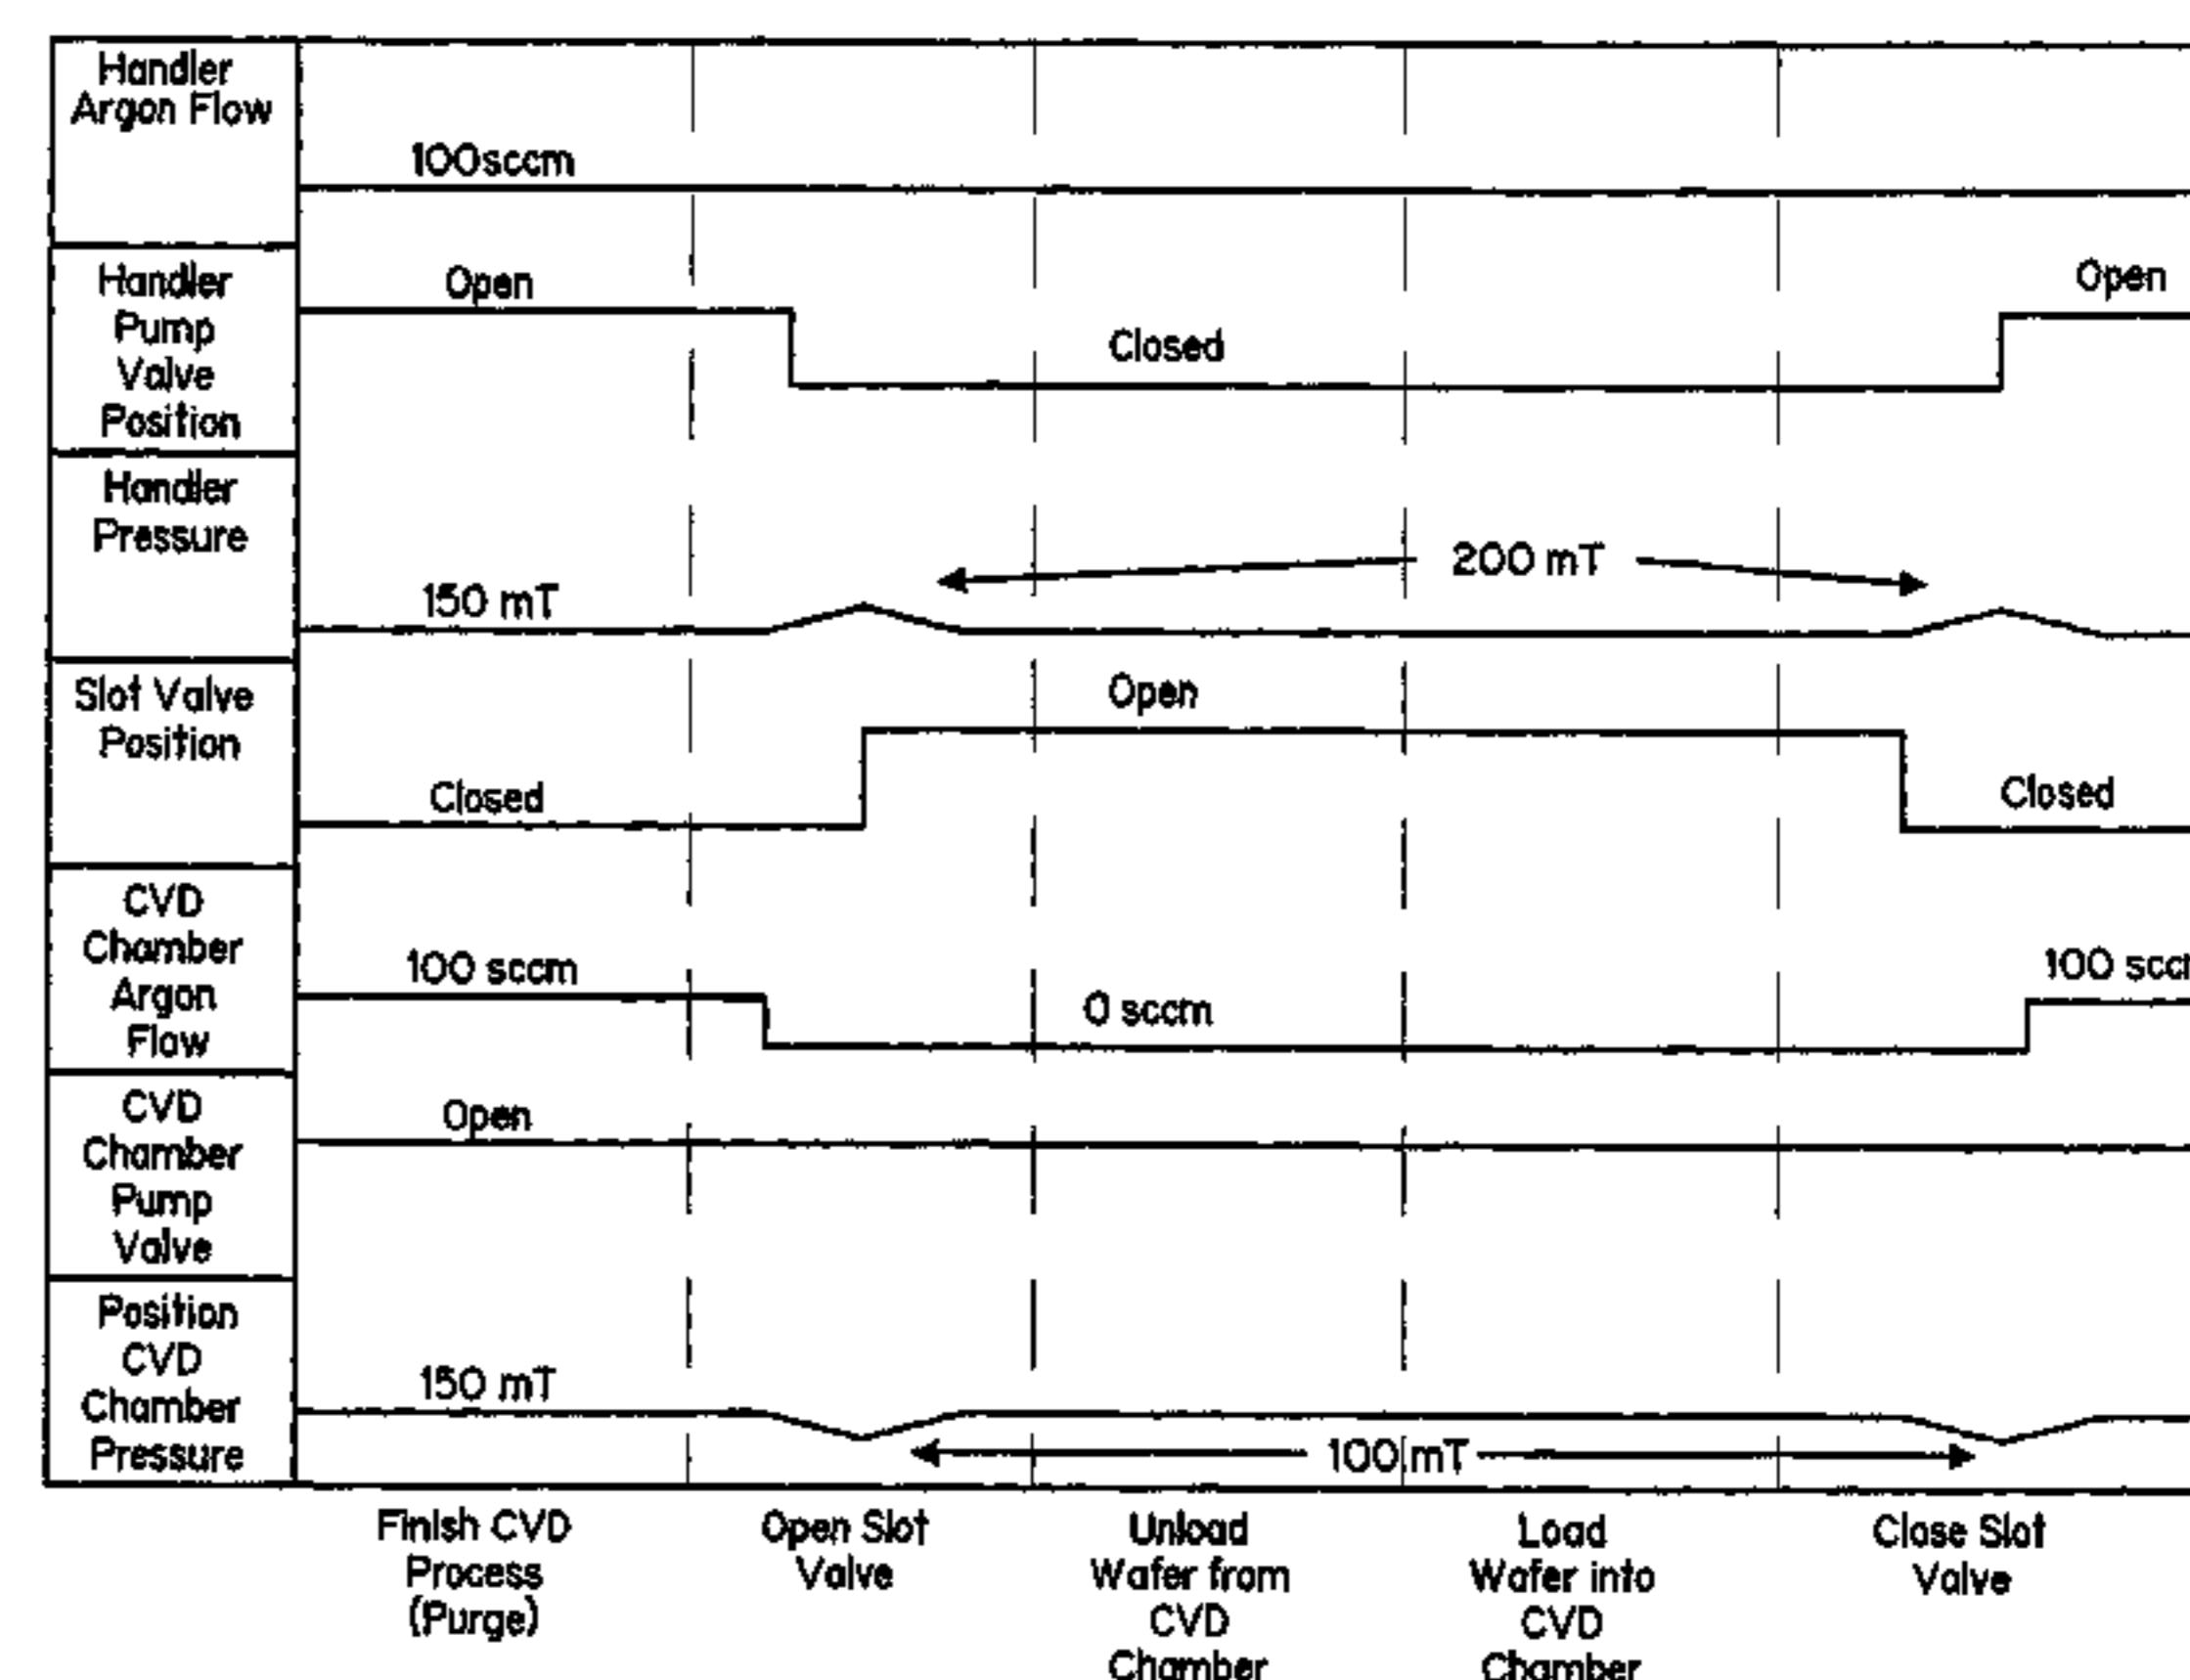 Handler
Argon Flow
100sccm
Handler
Pump
Valve
Position
Open
Closed
Open
Handler
Pressure
150 mT
200 mT
Slot Valve
Position
Closed
Open
Closed
CVD
Chamber
Argon
Flow
100 sccm
0 sccm
100 scc
CVD
Chamber
Pump
Valve
Open
Position
CVD
Chamber
Pressure
150 mT
100 mT
Finish CVD
Process
(Purge)
Open Slot
Valve
Unload
Wafer from
CVD
Chamber
Load
Wafer into
CVD
Chamber
Close Slot
Valve